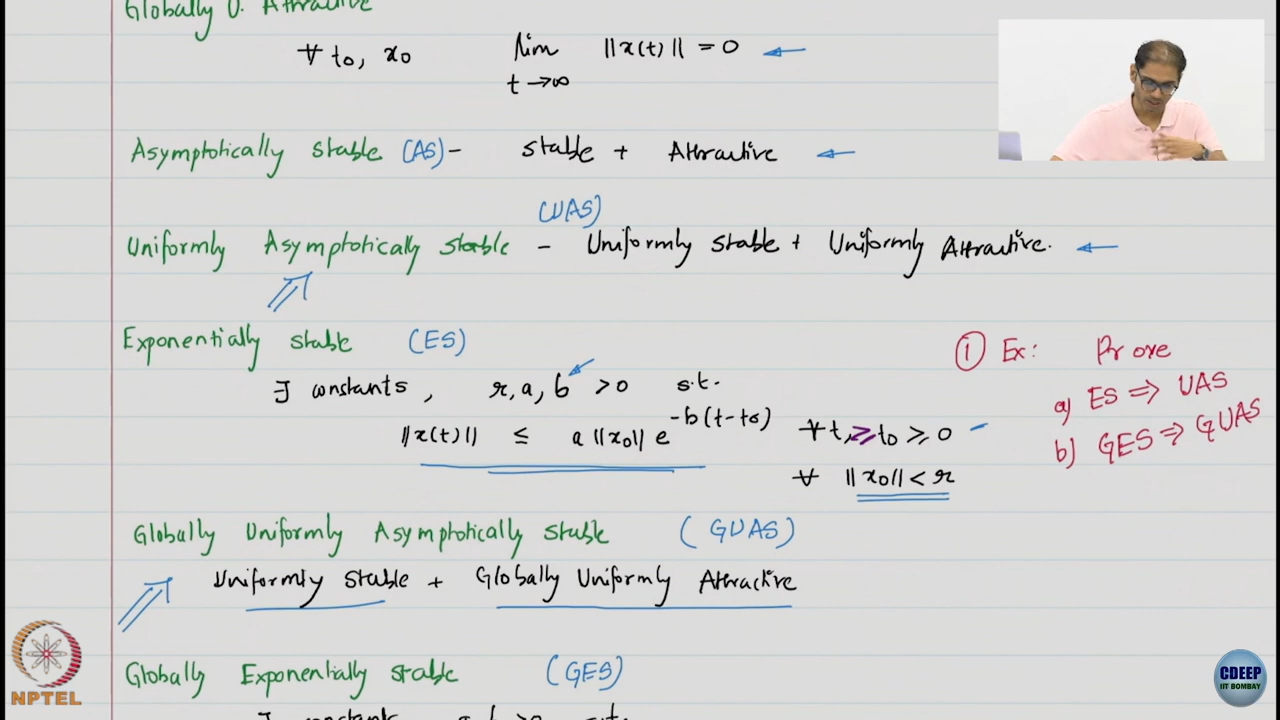 Globally U. Attractive
∀ t₀, x₀ lim ||x(t)|| = 0
t→∞
Asymptotically stable (AS) - stable + Attractive
(UAS)
Uniformly Asymptotically stable - Uniformly stable + Uniformly Attractive.
Exponentially stable (ES)
∃ constants, r, a, b > 0 s.t.
||x(t)|| ≤ a ||x₀|| e^{-b(t-t₀)} ∀ t, ≥ t₀ ≥ 0
∀ ||x₀|| < r
① Ex: Prove
a) ES ⇒ UAS
b) GES ⇒ GUAS
Globally Uniformly Asymptotically stable (GUAS)
Uniformly stable + Globally Uniformly Attractive
Globally Exponentially stable (GES)
∃ constants a, b > 0 s.t.
NPTEL
CDEEP
IIT BOMBAY